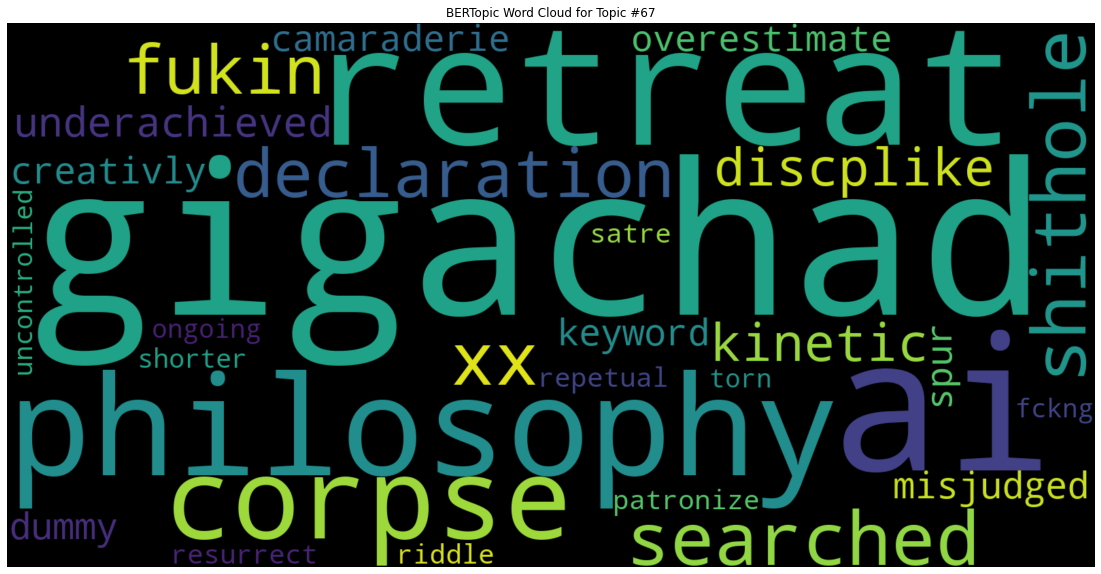 BERTopic Word Cloud for Topic #67
camaraderie
overestimate
fukin
retreat
shithole
underachieved
creativly
declaration
discplike
uncontrolled
gigachad
satre
ongoing
shorter
xx
keyword
kinetic
spur
repetual
torn
philosophy
ai
fckng
corpse
patronize
misjudged
dummy
resurrect
riddle
searched